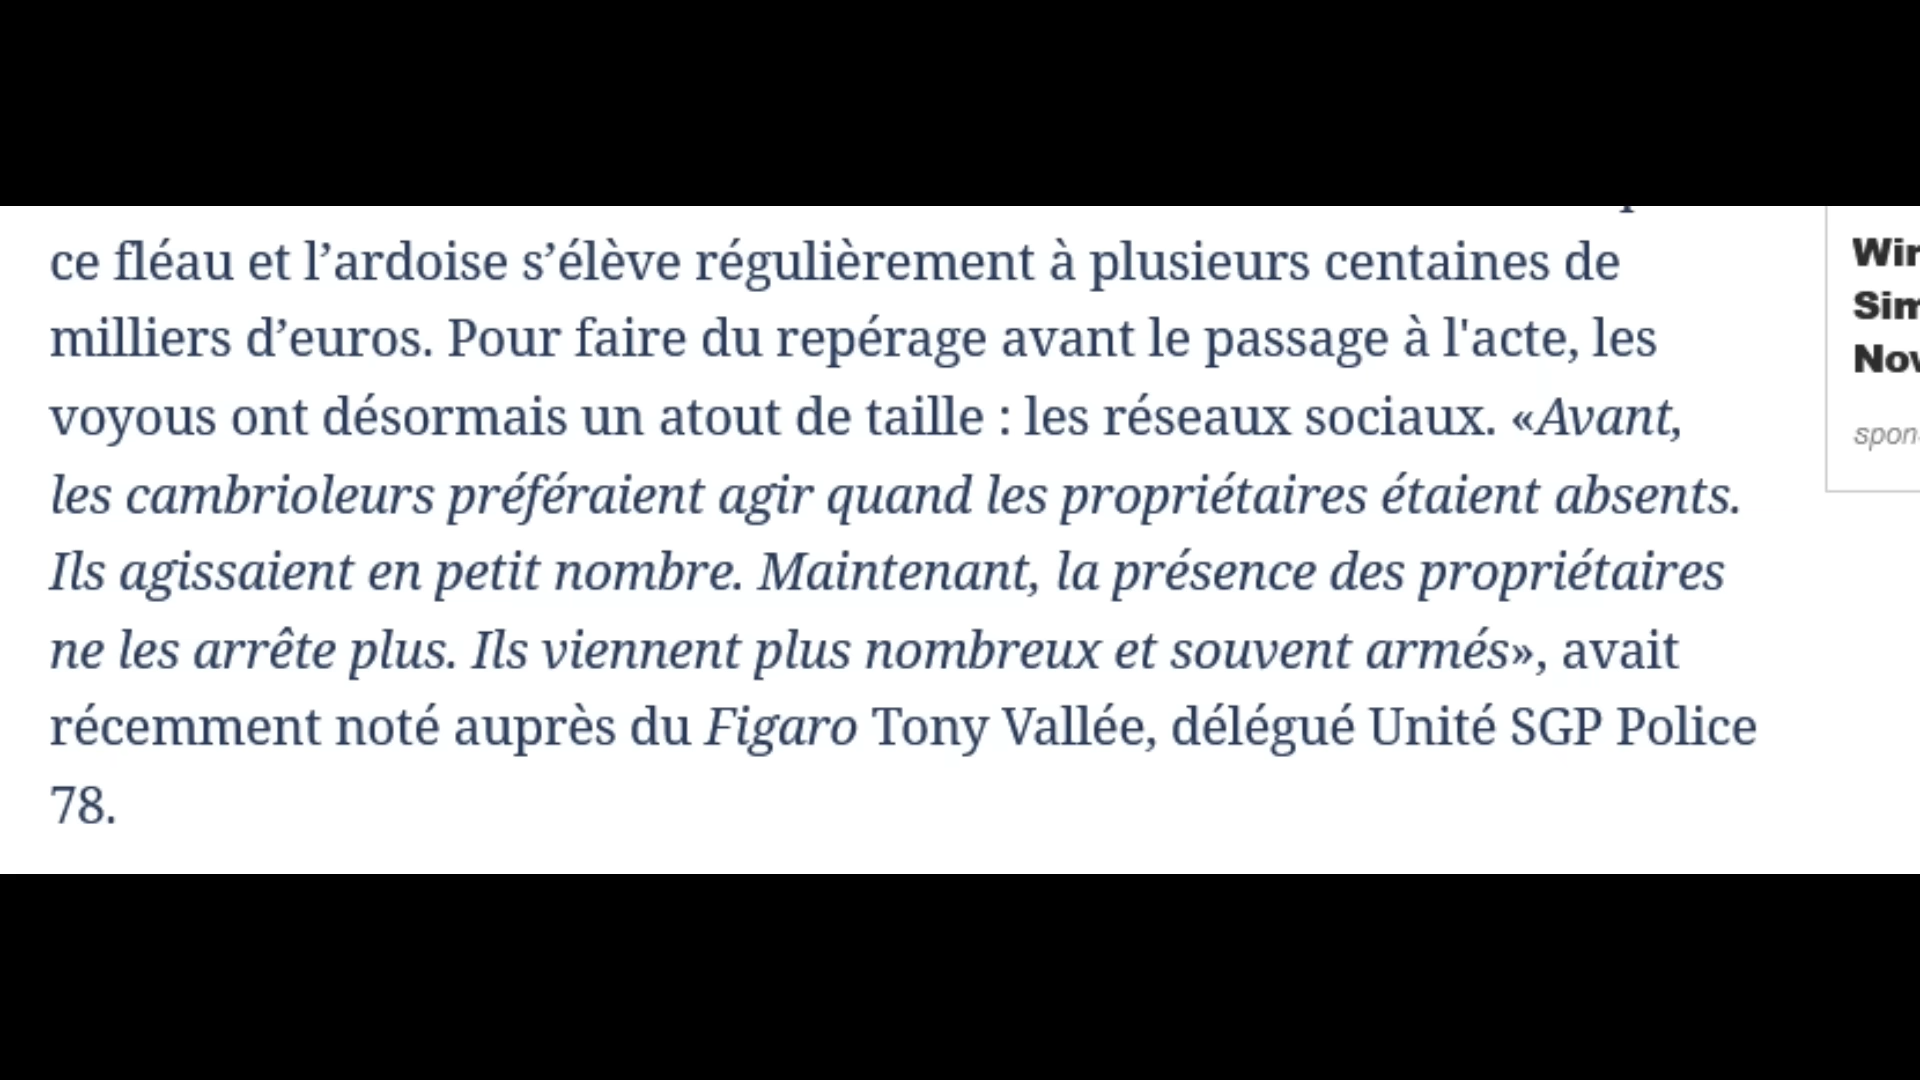 ce fléau et l’ardoise s’élève régulièrement à plusieurs centaines de
milliers d’euros. Pour faire du repérage avant le passage à l'acte, les
voyous ont désormais un atout de taille : les réseaux sociaux. «Avant,
les cambrioleurs préféraient agir quand les propriétaires étaient absents.
Ils agissaient en petit nombre. Maintenant, la présence des propriétaires
ne les arrête plus. Ils viennent plus nombreux et souvent armés», avait
récemment noté auprès du Figaro Tony Vallée, délégué Unité SGP Police
78.